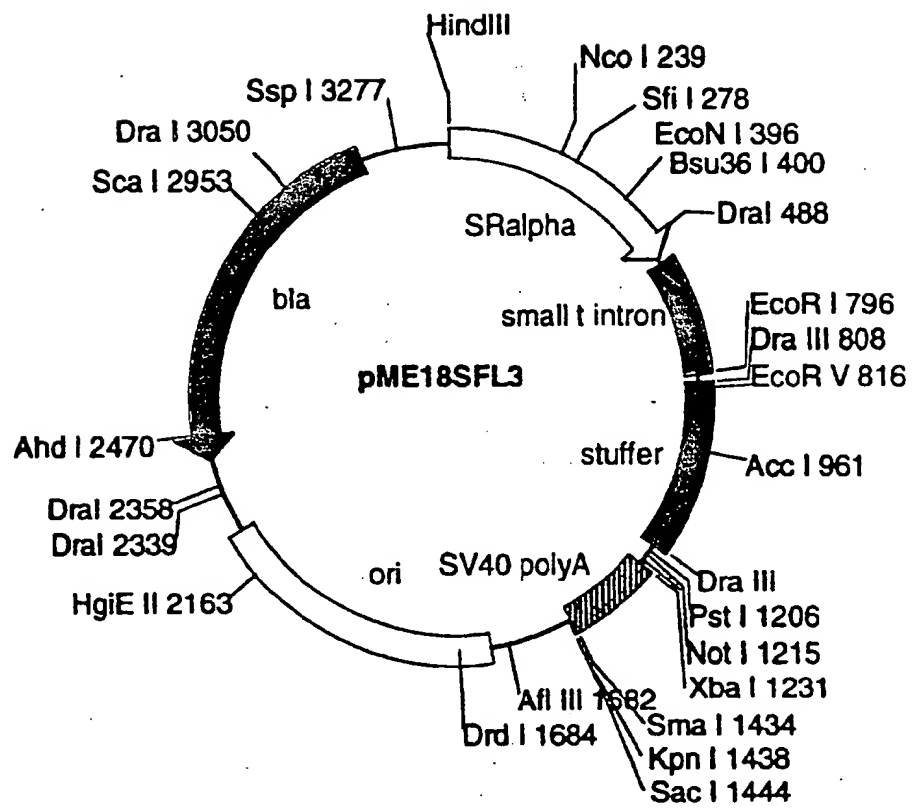 HindIII
Nco I 239
Ssp I 3277
Sfi I 278
Dra I 3050
EcoN I 396
Bsu36 I 400
Sca I 2953
DraI 488
SRalpha
bla
small t intron
EcoR I 796
Dra III 808
pME18SFL3
EcoR V 816
Ahd I 2470
stuffer
Acc I 961
DraI 2358
DraI 2339
ori
SV40 polyA
Dra III
HgiE II 2163
Pst I 1206
Not I 1215
Xba I 1231
Afl III 1682
Sma I 1434
Drd I 1684
Kpn I 1438
Sac I 1444